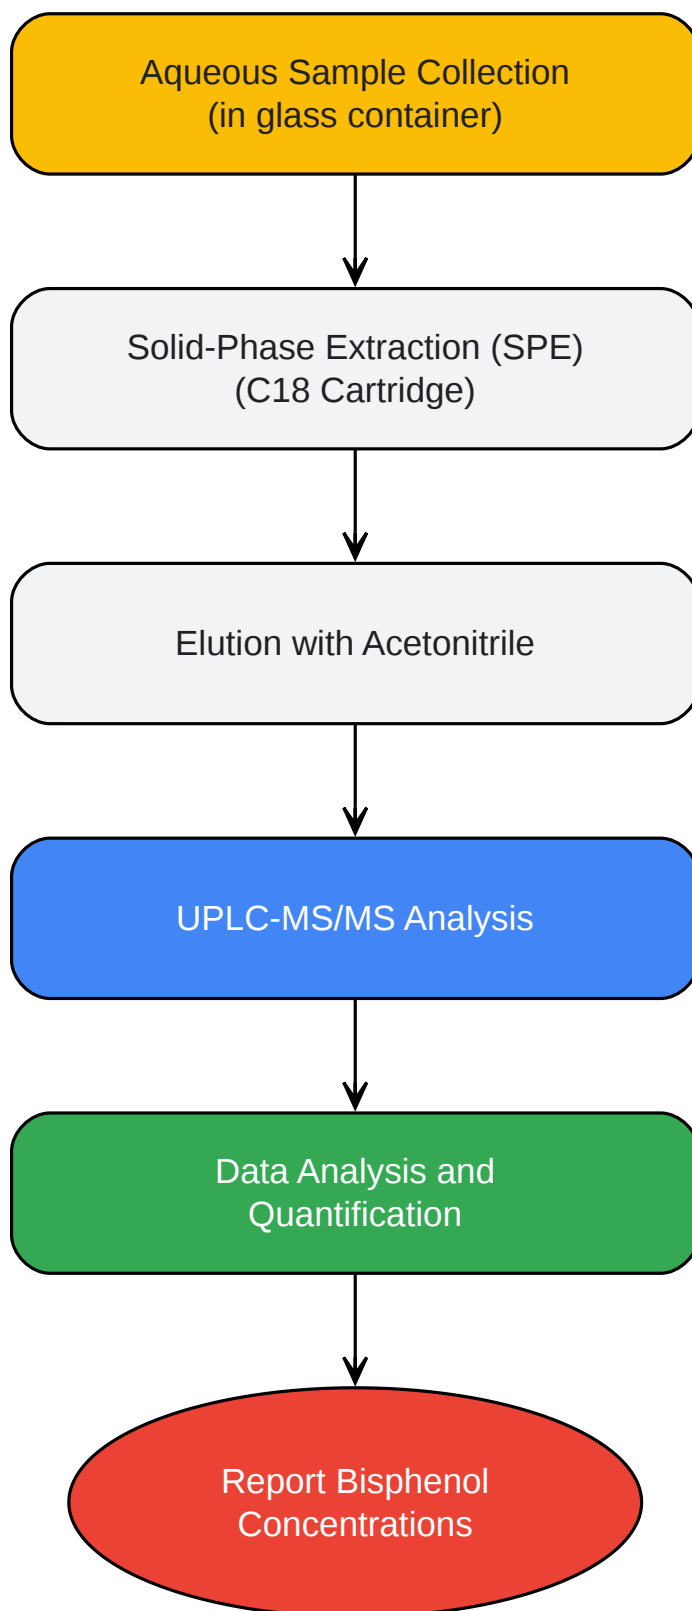 Aqueous Sample Collection
(in glass container)
Solid-Phase Extraction (SPE)
(C18 Cartridge)
Elution with Acetonitrile
UPLC-MS/MS Analysis
Data Analysis and
Quantification
Report Bisphenol
Concentrations